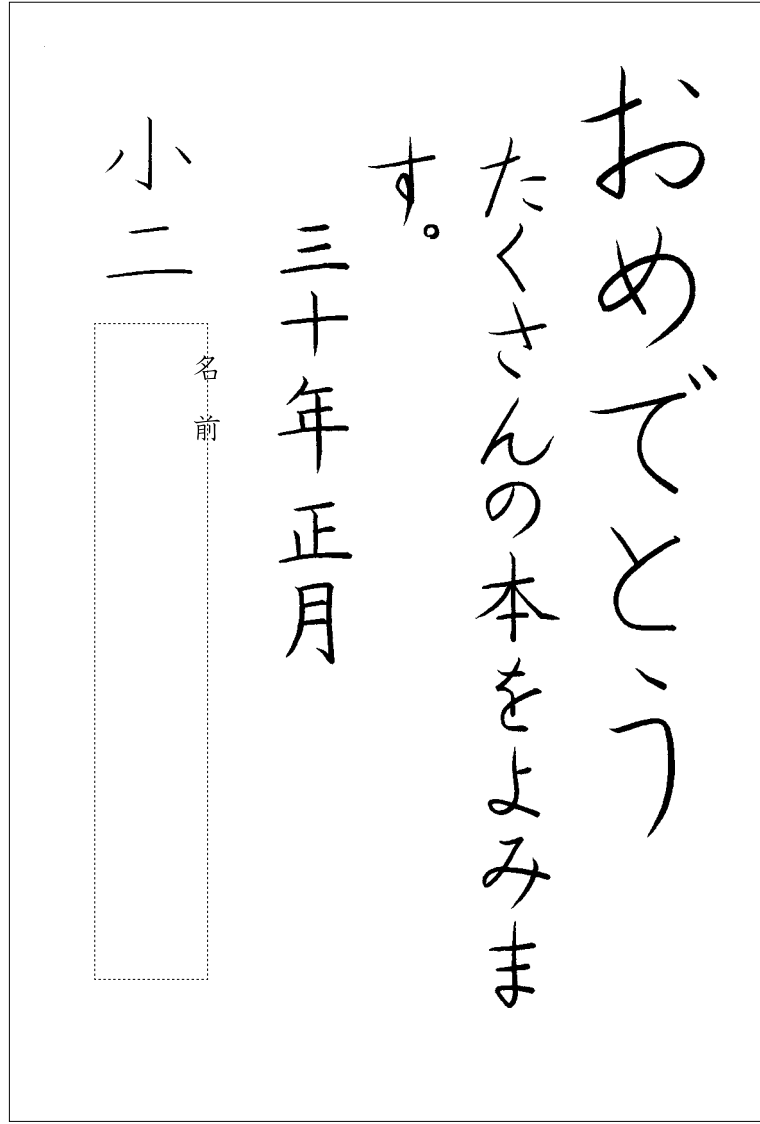 おめでとう
たくさんの本をよみま
す。
三十年正月
小二
名前